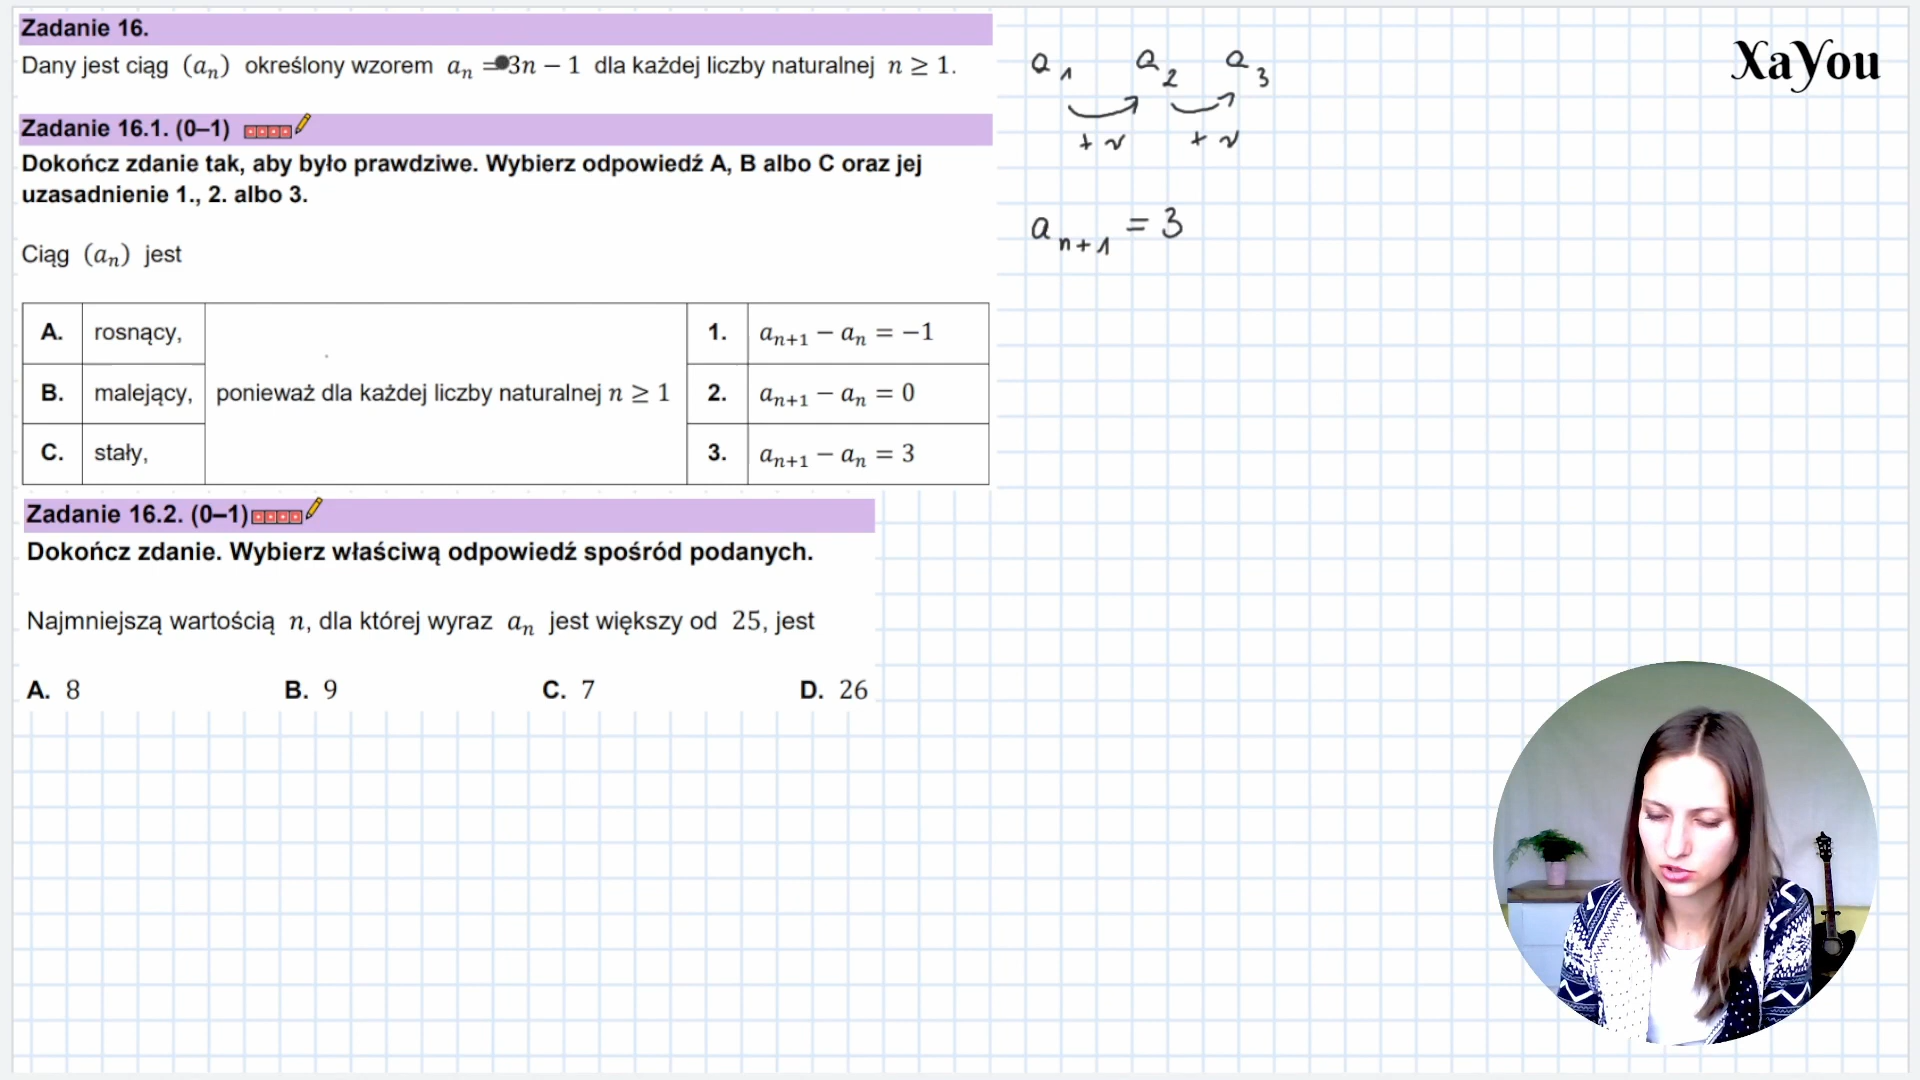 Zadanie 16.
Dany jest ciąg (aₙ) określony wzorem aₙ = 3n − 1 dla każdej liczby naturalnej n ≥ 1.
Zadanie 16.1. (0–1)
Dokończ zdanie tak, aby było prawdziwe. Wybierz odpowiedź A, B albo C oraz jej
uzasadnienie 1., 2. albo 3.
Ciąg (aₙ) jest
A. rosnący,
B. malejący,
C. stały,
ponieważ dla każdej liczby naturalnej n ≥ 1
1. aₙ₊₁ − aₙ = −1
2. aₙ₊₁ − aₙ = 0
3. aₙ₊₁ − aₙ = 3
Zadanie 16.2. (0–1)
Dokończ zdanie. Wybierz właściwą odpowiedź spośród podanych.
Najmniejszą wartością n, dla której wyraz aₙ jest większy od 25, jest
A. 8 B. 9 C. 7 D. 26
a₁ a₂ a₃
+ r + r
aₙ₊₁ = 3
XaYou